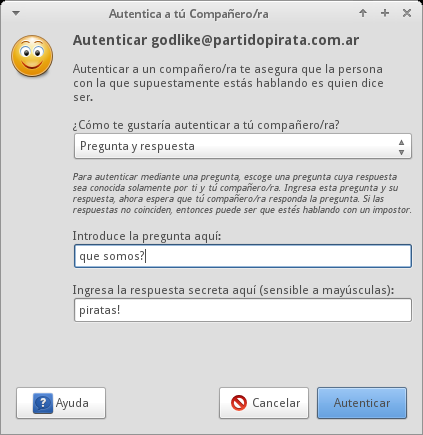 Autentica a tú Compañero/ra
Autenticar godlike@partidopirata.com.ar
Autenticar a un compañero/ra te asegura que la persona
con la que supuestamente estás hablando es quien dice
ser.
¿Cómo te gustaría autenticar a tú compañero/ra?
Pregunta y respuesta
Para autenticar mediante una pregunta, escoge una pregunta cuya respuesta
sea conocida solamente por ti y tú compañero/ra. Ingresa esta pregunta y su
respuesta, ahora espera que tú compañero/ra responda la pregunta. Si las
respuestas no coinciden, entonces puede ser que estés hablando con un impostor.
Introduce la pregunta aquí:
que somos?
Ingresa la respuesta secreta aquí (sensible a mayúsculas):
piratas!
Ayuda
Cancelar
Autenticar